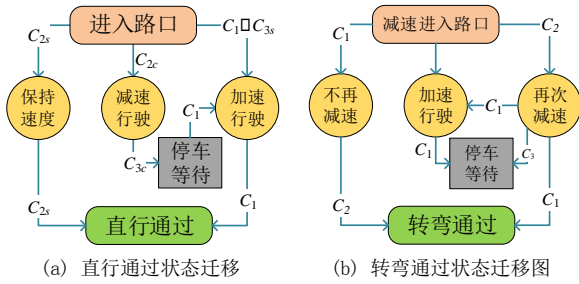 进入路口
C2s
C1▯C3s
C2c
保持
速度
减速
行驶
加速
行驶
C1
停车
等待
C3c
C2s
C1
直行通过
(a) 直行通过状态迁移
减速进入路口
C1
C2
不再
减速
加速
行驶
C1
再次
减速
C1
C3
停车
等待
C2
C1
转弯通过
(b) 转弯通过状态迁移图